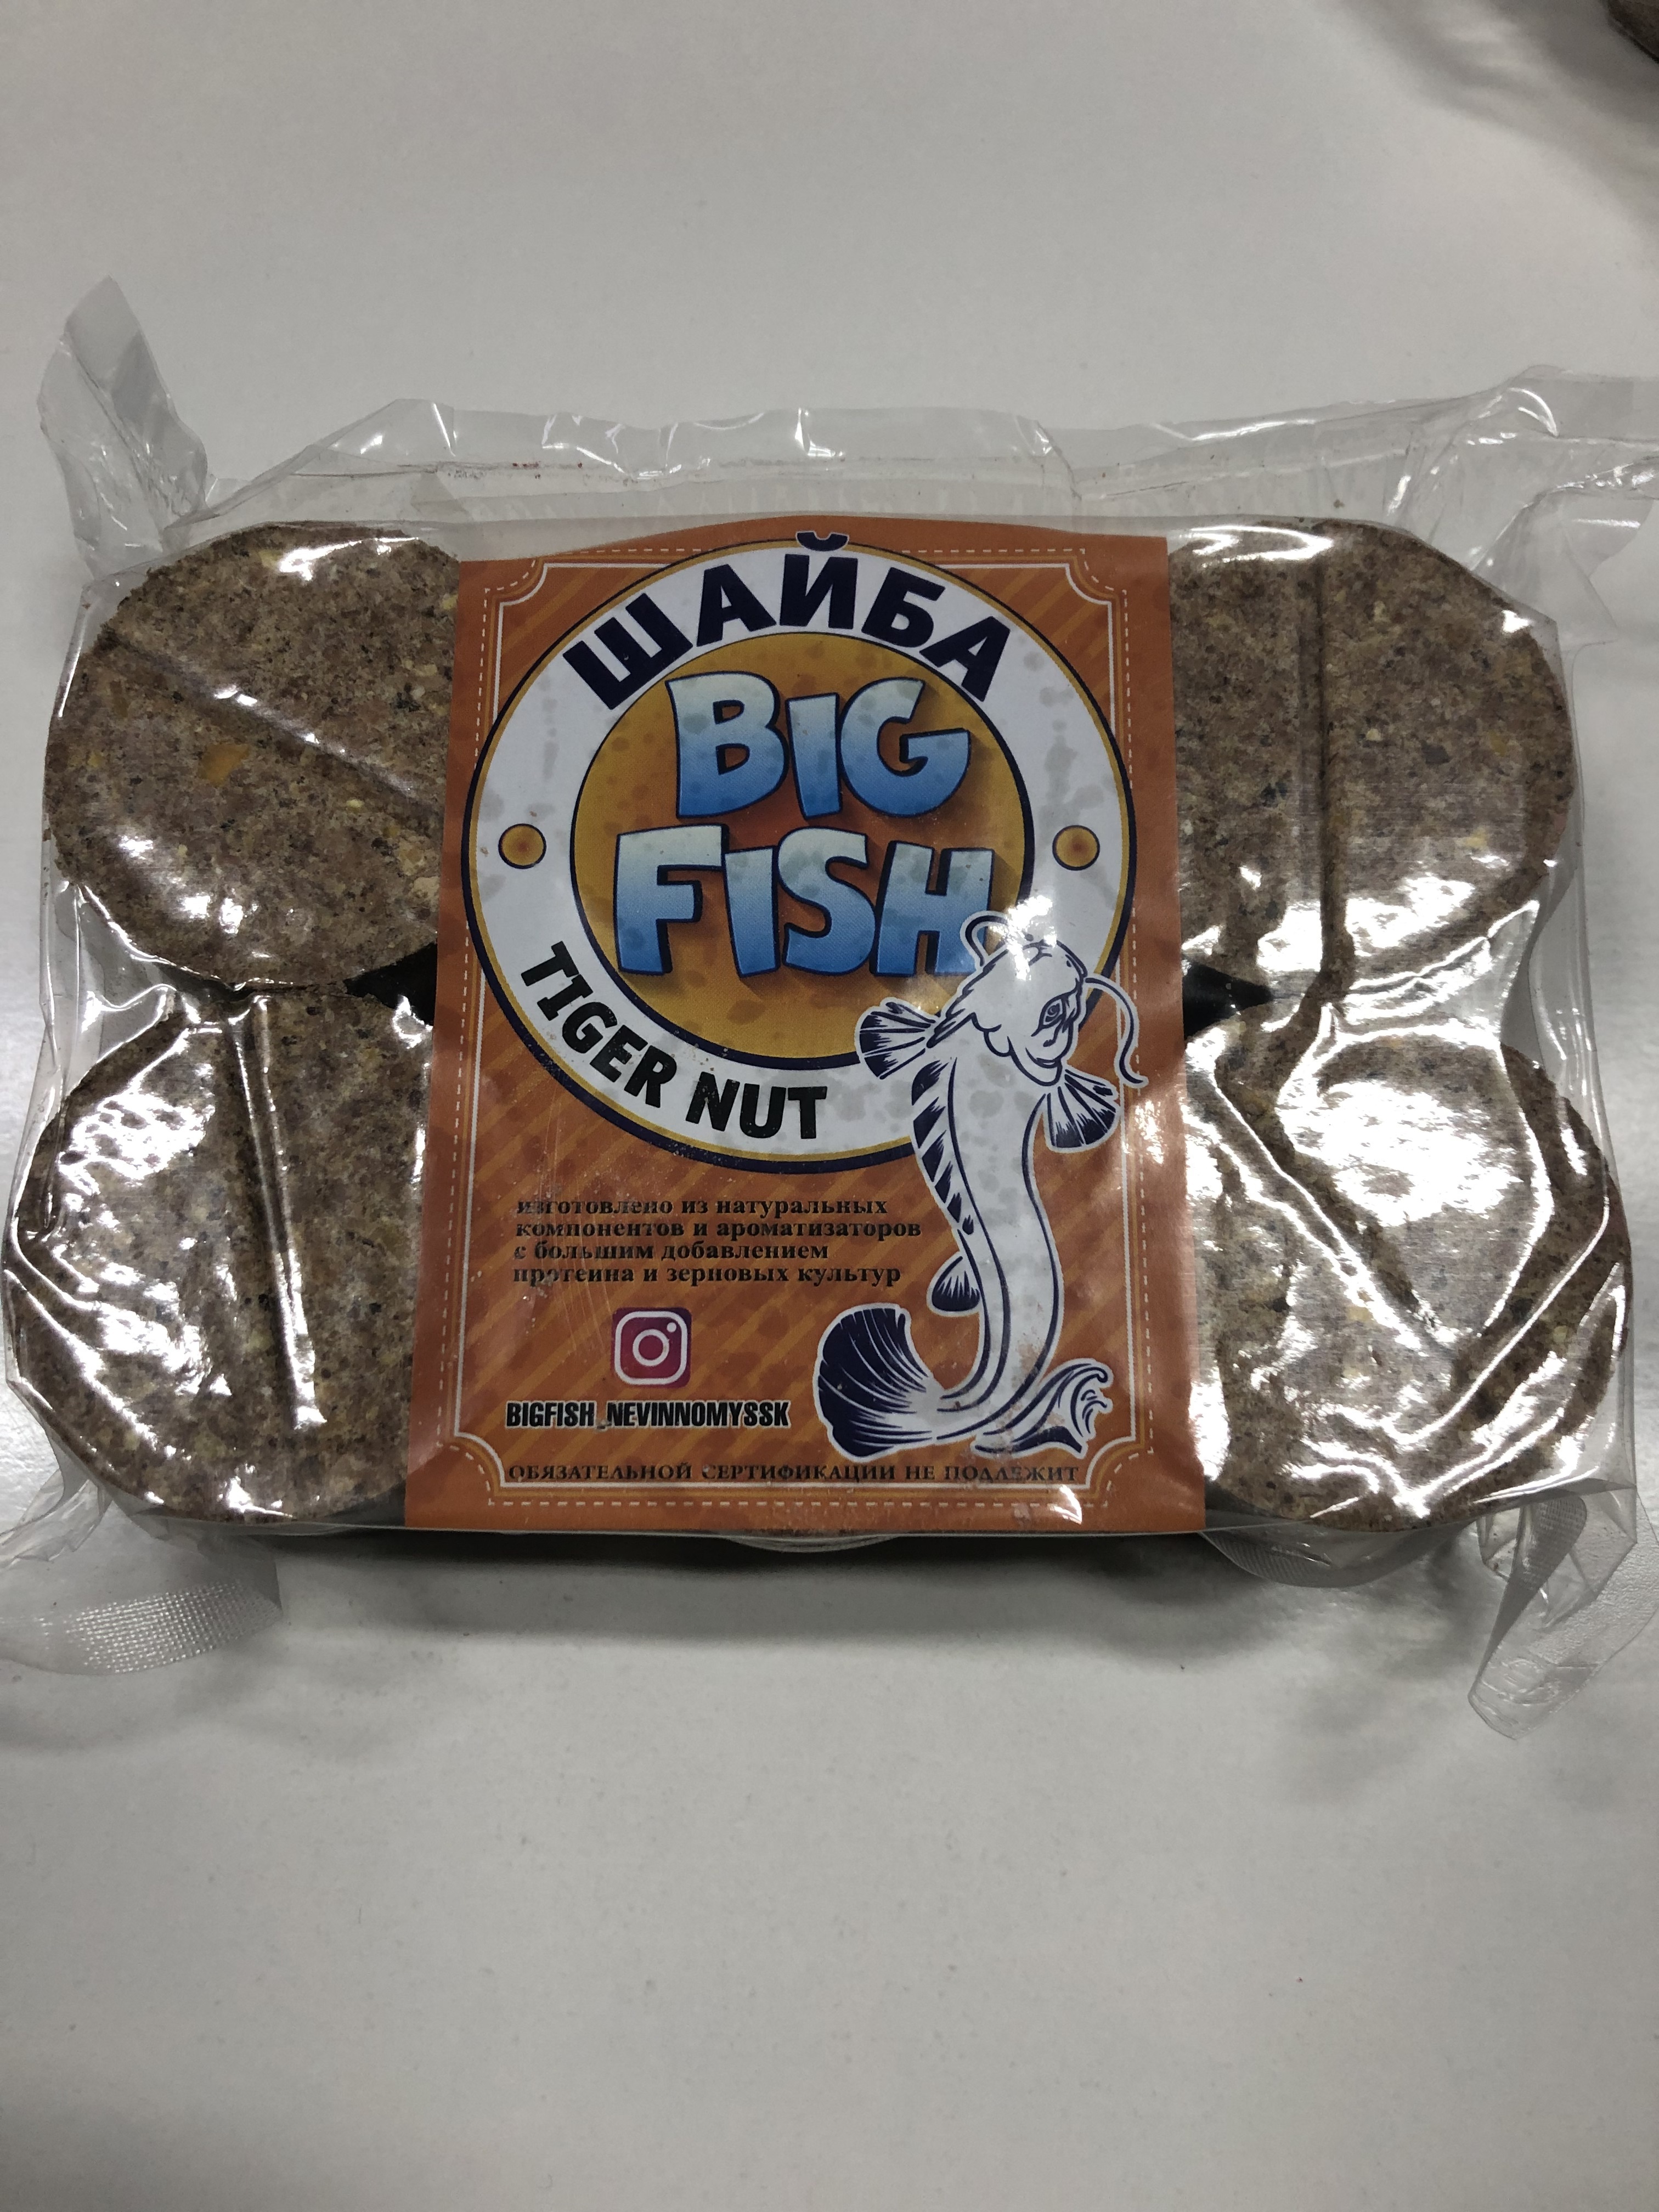 ШАЙБА
BIG
FISH
TIGER NUT
изготовлено из натуральных
компонентов и ароматизаторов
с большим добавлением
протеина и зерновых культур
BIGFISH_NEVINNOMYSSK
ОБЯЗАТЕЛЬНОЙ СЕРТИФИКАЦИИ НЕ ПОДЛЕЖИТ